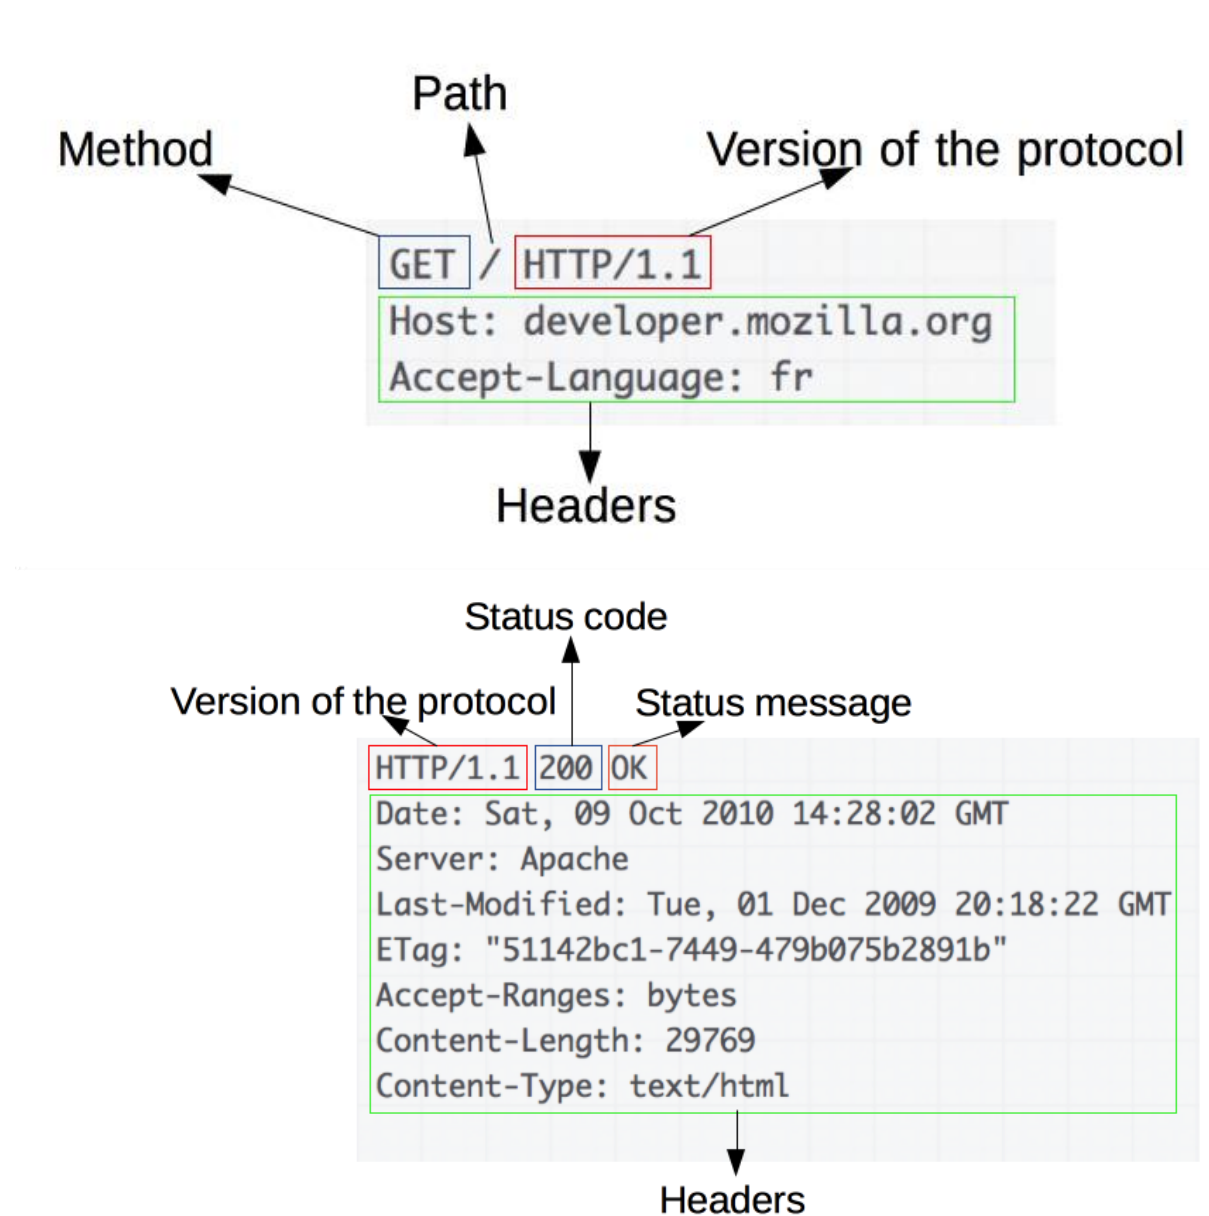 Path
Method
Version of the protocol
GET / HTTP/1.1
Host: developer.mozilla.org
Accept-Language: fr
Headers
Status code
Version of the protocol
Status message
HTTP/1.1 200 OK
Date: Sat, 09 Oct 2010 14:28:02 GMT
Server: Apache
Last-Modified: Tue, 01 Dec 2009 20:18:22 GMT
ETag: "51142bc1-7449-479b075b2891b"
Accept-Ranges: bytes
Content-Length: 29769
Content-Type: text/html
Headers